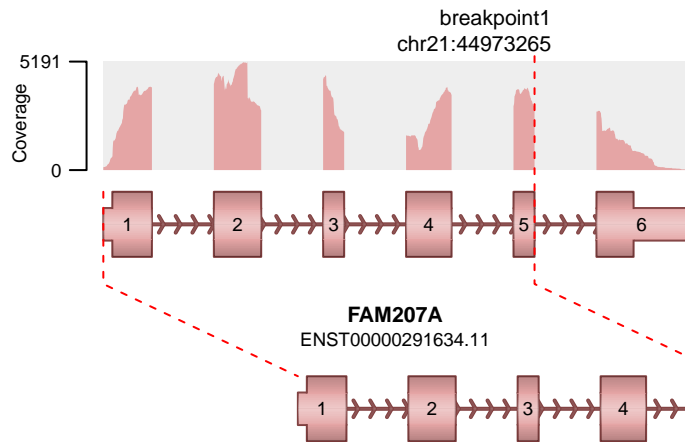 breakpoint1
chr21:44973265
5191
Coverage
0
1 2 3 4 5 6
FAM207A
ENST00000291634.11
1 2 3 4